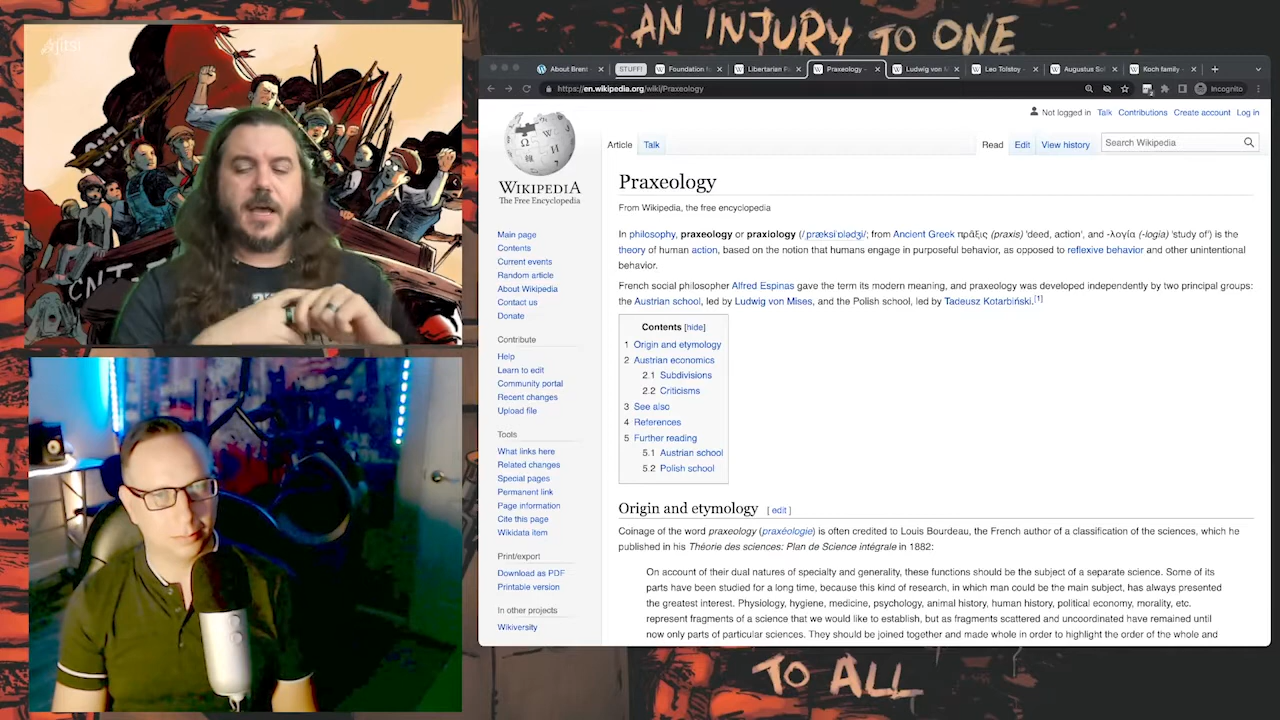 AN INJURY TO ONE
About Brent -
STUFF!
Foundation f
Libertarian F
Praxeology -
Ludwig von M
Leo Tolstoy -
Augustus So
Koch family -
https://en.wikipedia.org/wiki/Praxeology
Incognito
Not logged in Talk Contributions Create account Log in
Article Talk Read Edit View history Search Wikipedia
WIKIPEDIA
The Free Encyclopedia
Main page
Contents
Current events
Random article
About Wikipedia
Contact us
Donate
Contribute
Help
Learn to edit
Community portal
Recent changes
Upload file
Tools
What links here
Related changes
Special pages
Permanent link
Page information
Cite this page
Wikidata item
Print/export
Download as PDF
Printable version
In other projects
Wikiversity
Praxeology
From Wikipedia, the free encyclopedia
In philosophy, praxeology or praxiology (/ˌpræksiˈɒlədʒi/; from Ancient Greek πρᾶξις (praxis) 'deed, action', and -λογία (-logia) 'study of') is the
theory of human action, based on the notion that humans engage in purposeful behavior, as opposed to reflexive behavior and other unintentional
behavior.
French social philosopher Alfred Espinas gave the term its modern meaning, and praxeology was developed independently by two principal groups:
the Austrian school, led by Ludwig von Mises, and the Polish school, led by Tadeusz Kotarbiński.[1]
Contents [hide]
1 Origin and etymology
2 Austrian economics
2.1 Subdivisions
2.2 Criticisms
3 See also
4 References
5 Further reading
5.1 Austrian school
5.2 Polish school
Origin and etymology [ edit ]
Coinage of the word praxeology (praxéologie) is often credited to Louis Bourdeau, the French author of a classification of the sciences, which he
published in his Théorie des sciences: Plan de Science intégrale in 1882:
On account of their dual natures of specialty and generality, these functions should be the subject of a separate science. Some of its
parts have been studied for a long time, because this kind of research, in which man could be the main subject, has always presented
the greatest interest. Physiology, hygiene, medicine, psychology, animal history, human history, political economy, morality, etc.
represent fragments of a science that we would like to establish, but as fragments scattered and uncoordinated have remained until
now only parts of particular sciences. They should be joined together and made whole in order to highlight the order of the whole and
CNT
TO ALL